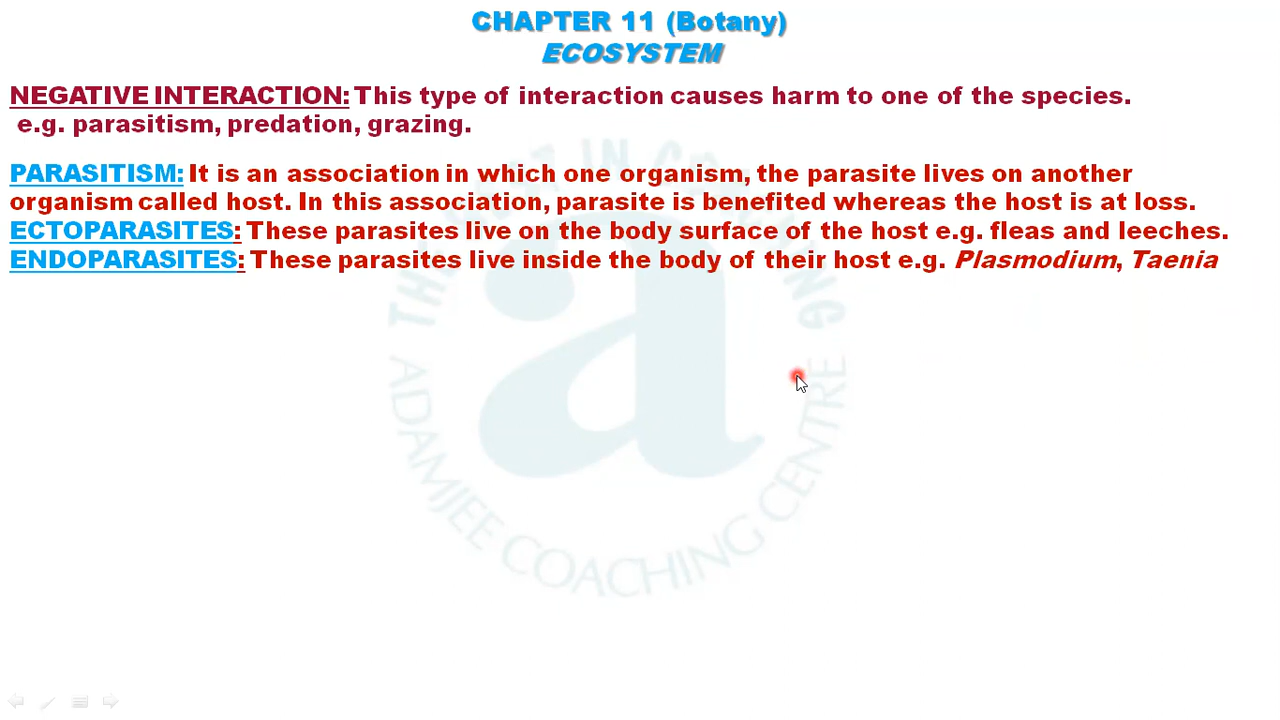 CHAPTER 11 (Botany)
ECOSYSTEM
NEGATIVE INTERACTION: This type of interaction causes harm to one of the species.
e.g. parasitism, predation, grazing.
PARASITISM: It is an association in which one organism, the parasite lives on another
organism called host. In this association, parasite is benefited whereas the host is at loss.
ECTOPARASITES: These parasites live on the body surface of the host e.g. fleas and leeches.
ENDOPARASITES: These parasites live inside the body of their host e.g. Plasmodium, Taenia
a
ADAMJEE COACHING CENTRE